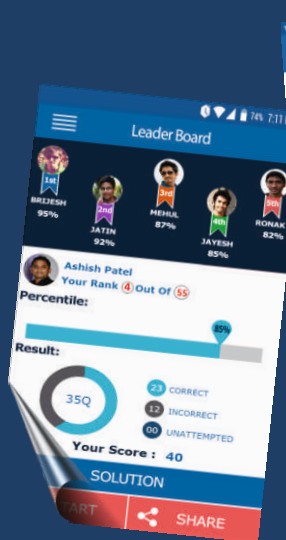 74% 7:11
Leader Board
1st
BRIJESH
95%
2nd
JATIN
92%
3rd
MEHUL
87%
4th
JAYESH
85%
5th
RONAK
82%
Ashish Patel
Your Rank 4 Out Of 55
Percentile:
85%
Result:
35Q
23 CORRECT
12 INCORRECT
00 UNATTEMPTED
Your Score : 40
SOLUTION
TART
SHARE